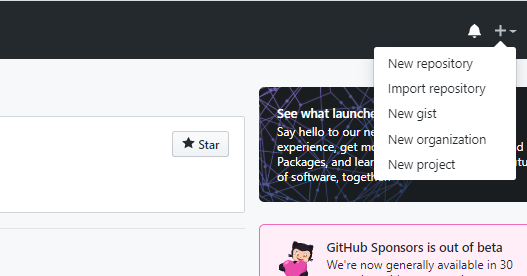 New repository
Import repository
New gist
New organization
New project
Star
See what launche
Say hello to our ne
experience, get mo
Packages, and lear
of software, together
GitHub Sponsors is out of beta
We're now generally available in 30